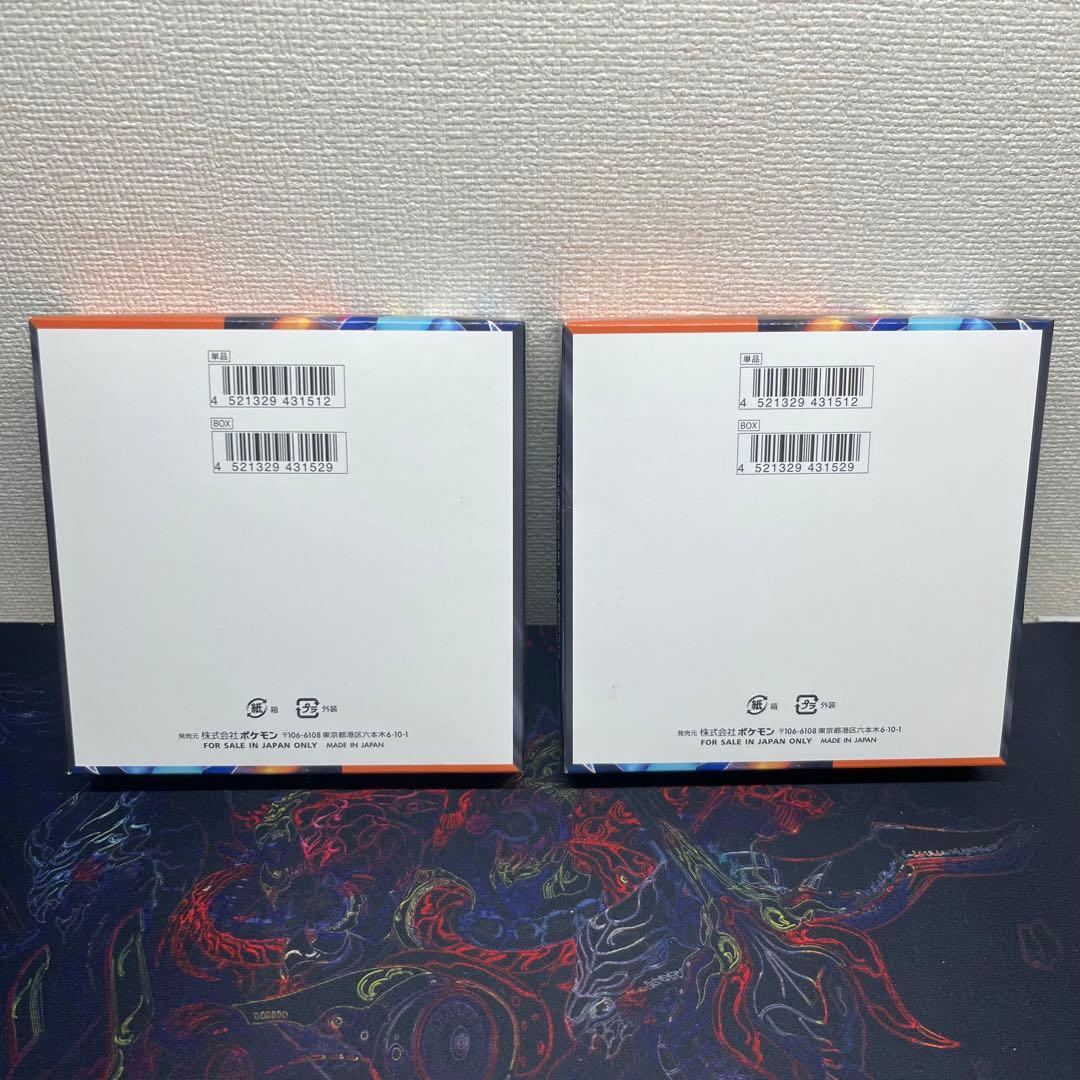 単品
4 521329 431512
BOX
4 521329 431529
紙 箱 プラ 外装
発売元 株式会社ポケモン 〒106-6108 東京都港区六本木6-10-1
FOR SALE IN JAPAN ONLY MADE IN JAPAN
単品
4 521329 431512
BOX
4 521329 431529
紙 箱 プラ 外装
発売元 株式会社ポケモン 〒106-6108 東京都港区六本木6-10-1
FOR SALE IN JAPAN ONLY MADE IN JAPAN